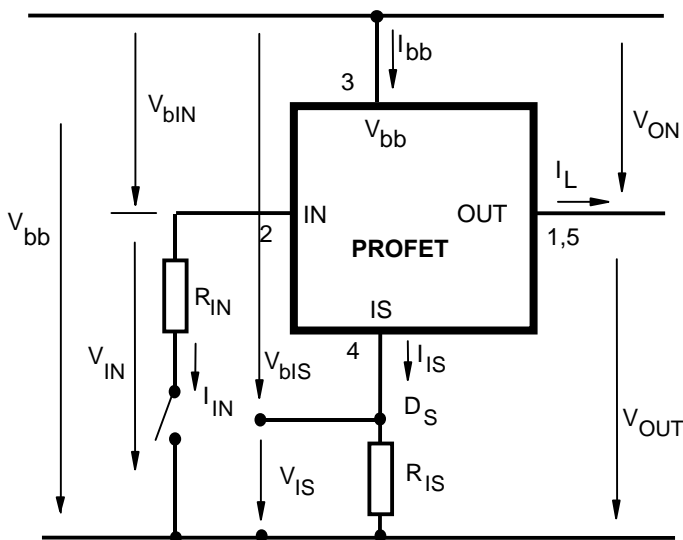 I bb
3
V bIN
V bb
V ON
I L
IN
OUT
2
1,5
V bb
PROFET
R IN
IS
4
V IN
V bIS
I IS
I IN
D S
V OUT
V IS
R IS